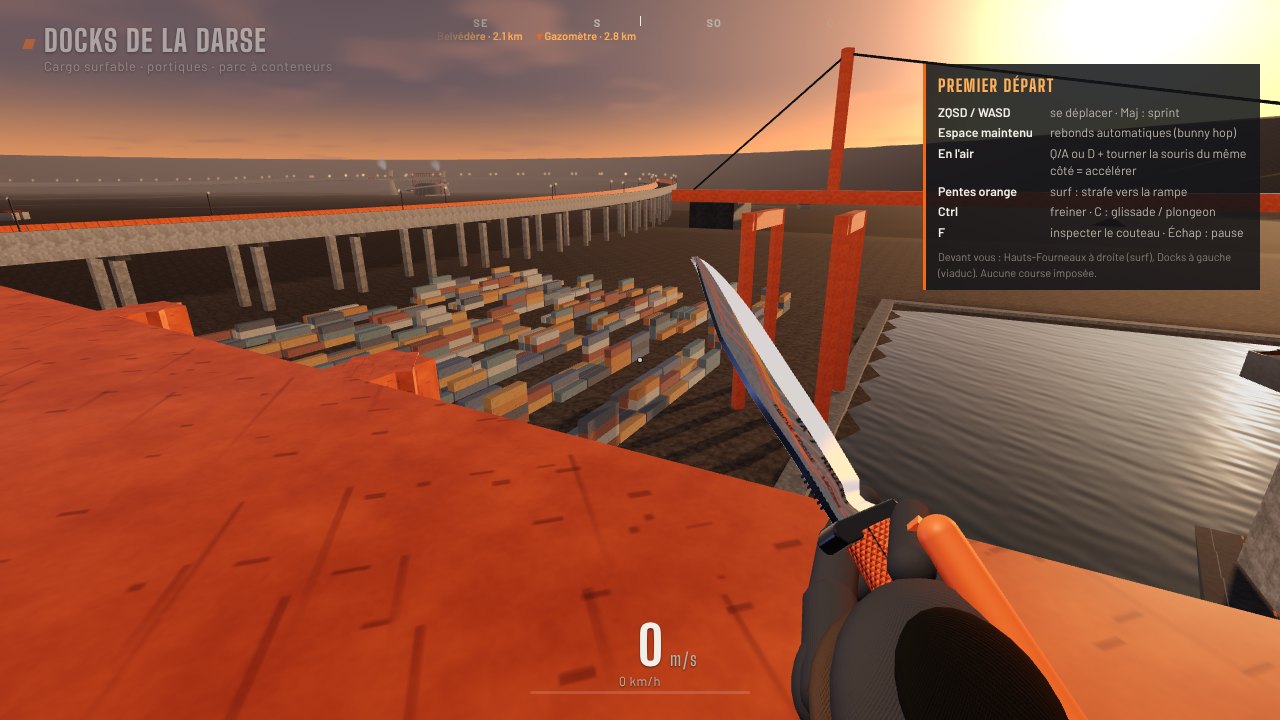 SE S SO
Belvédère · 2.1 km Gazomètre · 2.8 km
DOCKS DE LA DARSE
Cargo surfable · portiques · parc à conteneurs
PREMIER DÉPART
ZQSD / WASD se déplacer · Maj : sprint
Espace maintenu rebonds automatiques (bunny hop)
En l'air Q/A ou D + tourner la souris du même
côté = accélérer
Pentes orange surf : strafe vers la rampe
Ctrl freiner · C : glissade / plongeon
F inspecter le couteau · Échap : pause
Devant vous : Hauts-Fourneaux à droite (surf), Docks à gauche
(viaduc). Aucune course imposée.
0 m/s
0 km/h